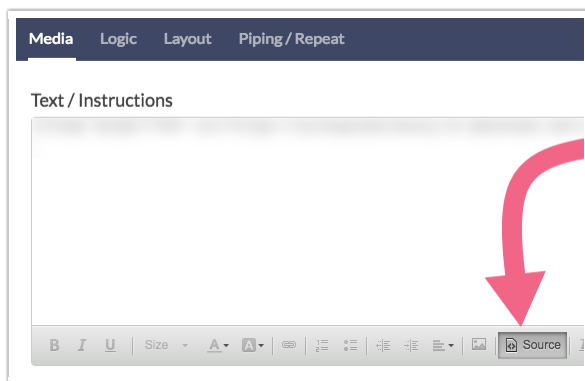 Media Logic Layout Piping / Repeat
Text / Instructions
B I U Size A A Source